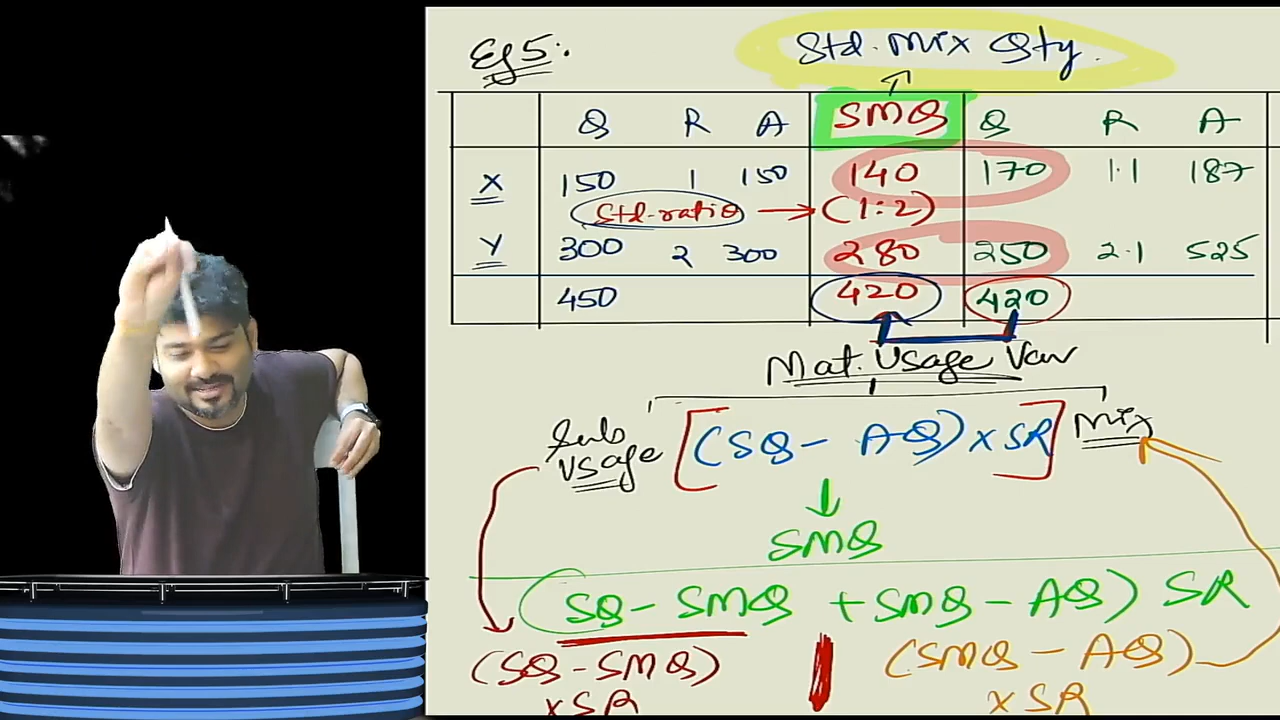 Eg 5:.
Std. Mix Qty.
Q R A SMQ Q R A
X 150 1 150 140 170 1.1 187
Std. ratio → (1:2)
Y 300 2 300 280 250 2.1 525
450 420 420
Mat. Usage Var
Sub Usage [(SQ - AQ) x SR] Mix
↓
SMQ
(SQ - SMQ + SMQ - AQ) SR
(SQ - SMQ) (SMQ - AQ)
x SR x SR